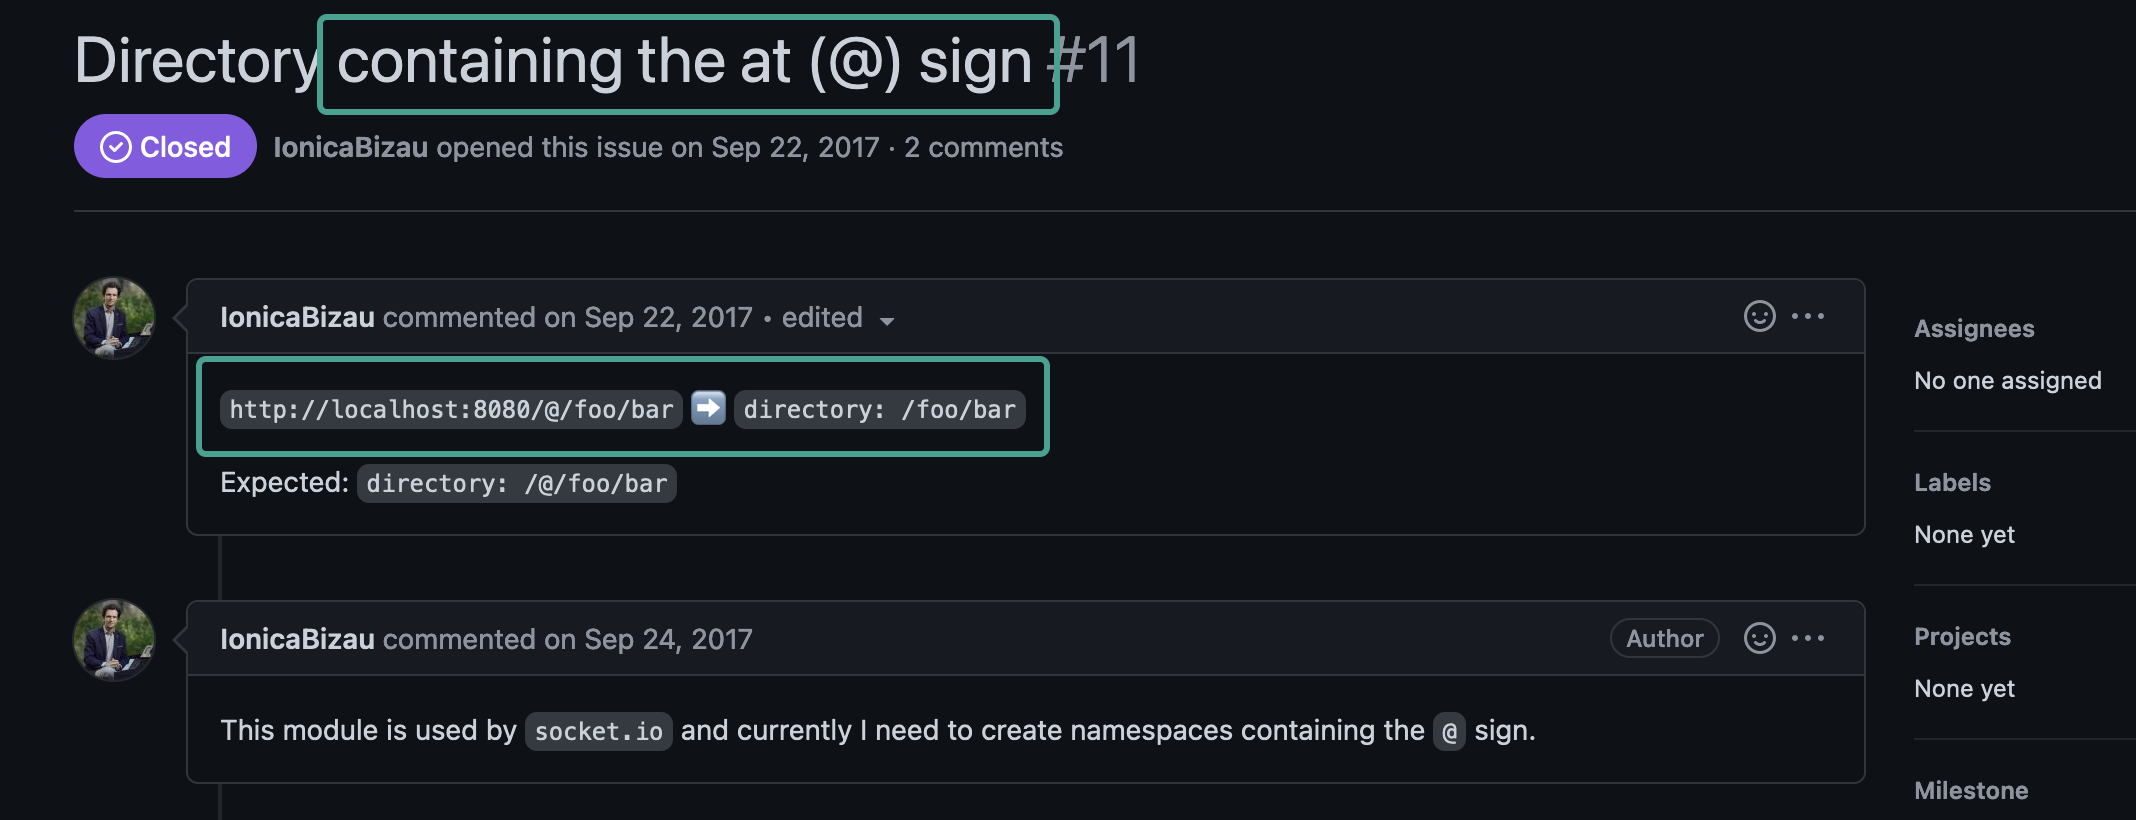 Directory containing the at (@) sign #11
Closed IonicaBizau opened this issue on Sep 22, 2017 · 2 comments
IonicaBizau commented on Sep 22, 2017 • edited
http://localhost:8080/@/foo/bar ➡ directory: /foo/bar
Expected: directory: /@/foo/bar
IonicaBizau commented on Sep 24, 2017 Author
This module is used by socket.io and currently I need to create namespaces containing the @ sign.
Assignees
No one assigned
Labels
None yet
Projects
None yet
Milestone